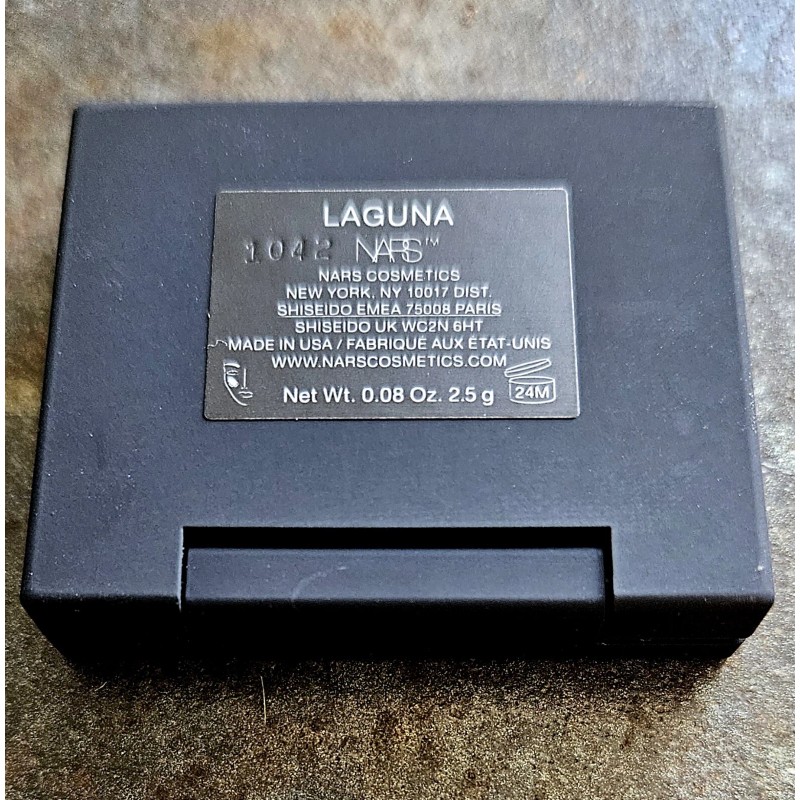 LAGUNA
1042 NARS™
NARS COSMETICS
NEW YORK, NY 10017 DIST.
SHISEIDO EMEA 75008 PARIS
SHISEIDO UK WC2N 6HT
MADE IN USA / FABRIQUÉ AUX ÉTAT-UNIS
WWW.NARSCOSMETICS.COM
Net Wt. 0.08 Oz. 2.5 g 24M